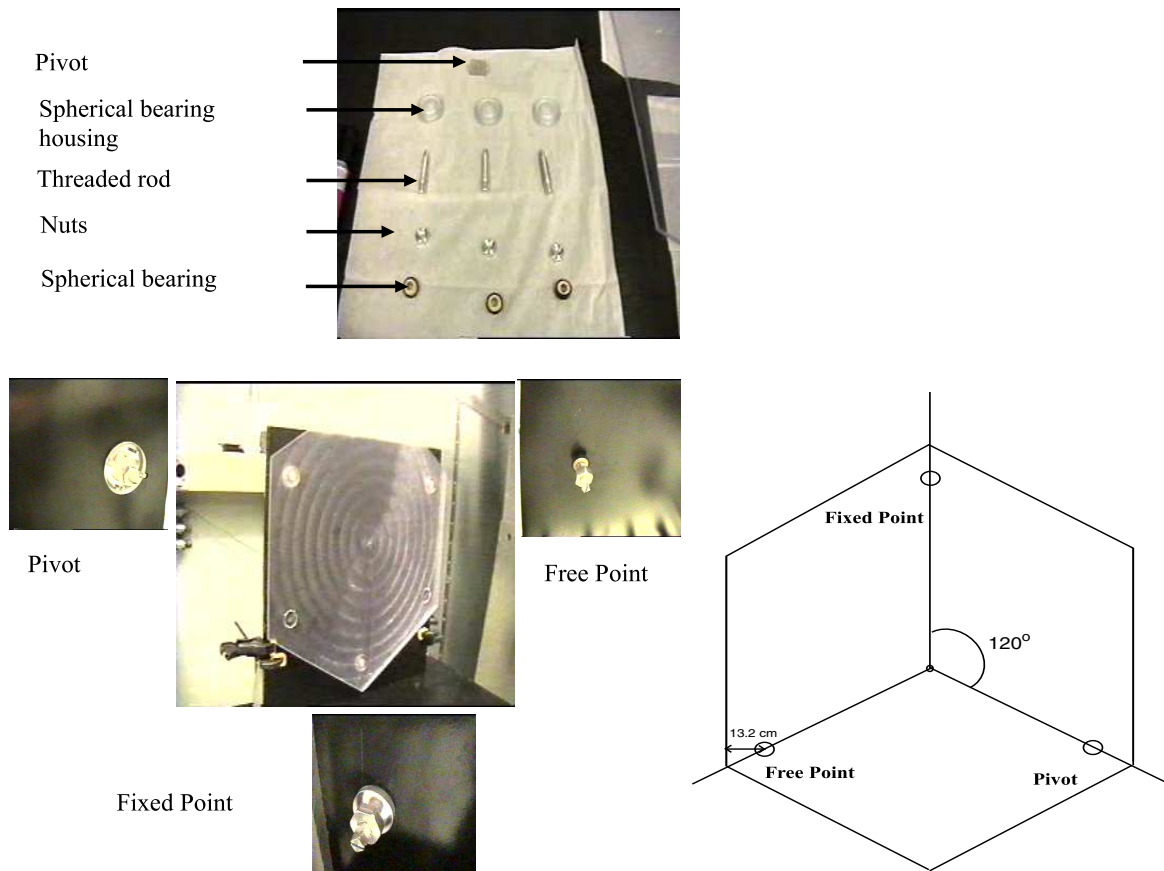 Pivot
Spherical bearing
housing
Threaded rod
Nuts
Spherical bearing
Pivot
Free Point
Fixed Point
Fixed Point
120°
13.2 cm
Free Point
Pivot